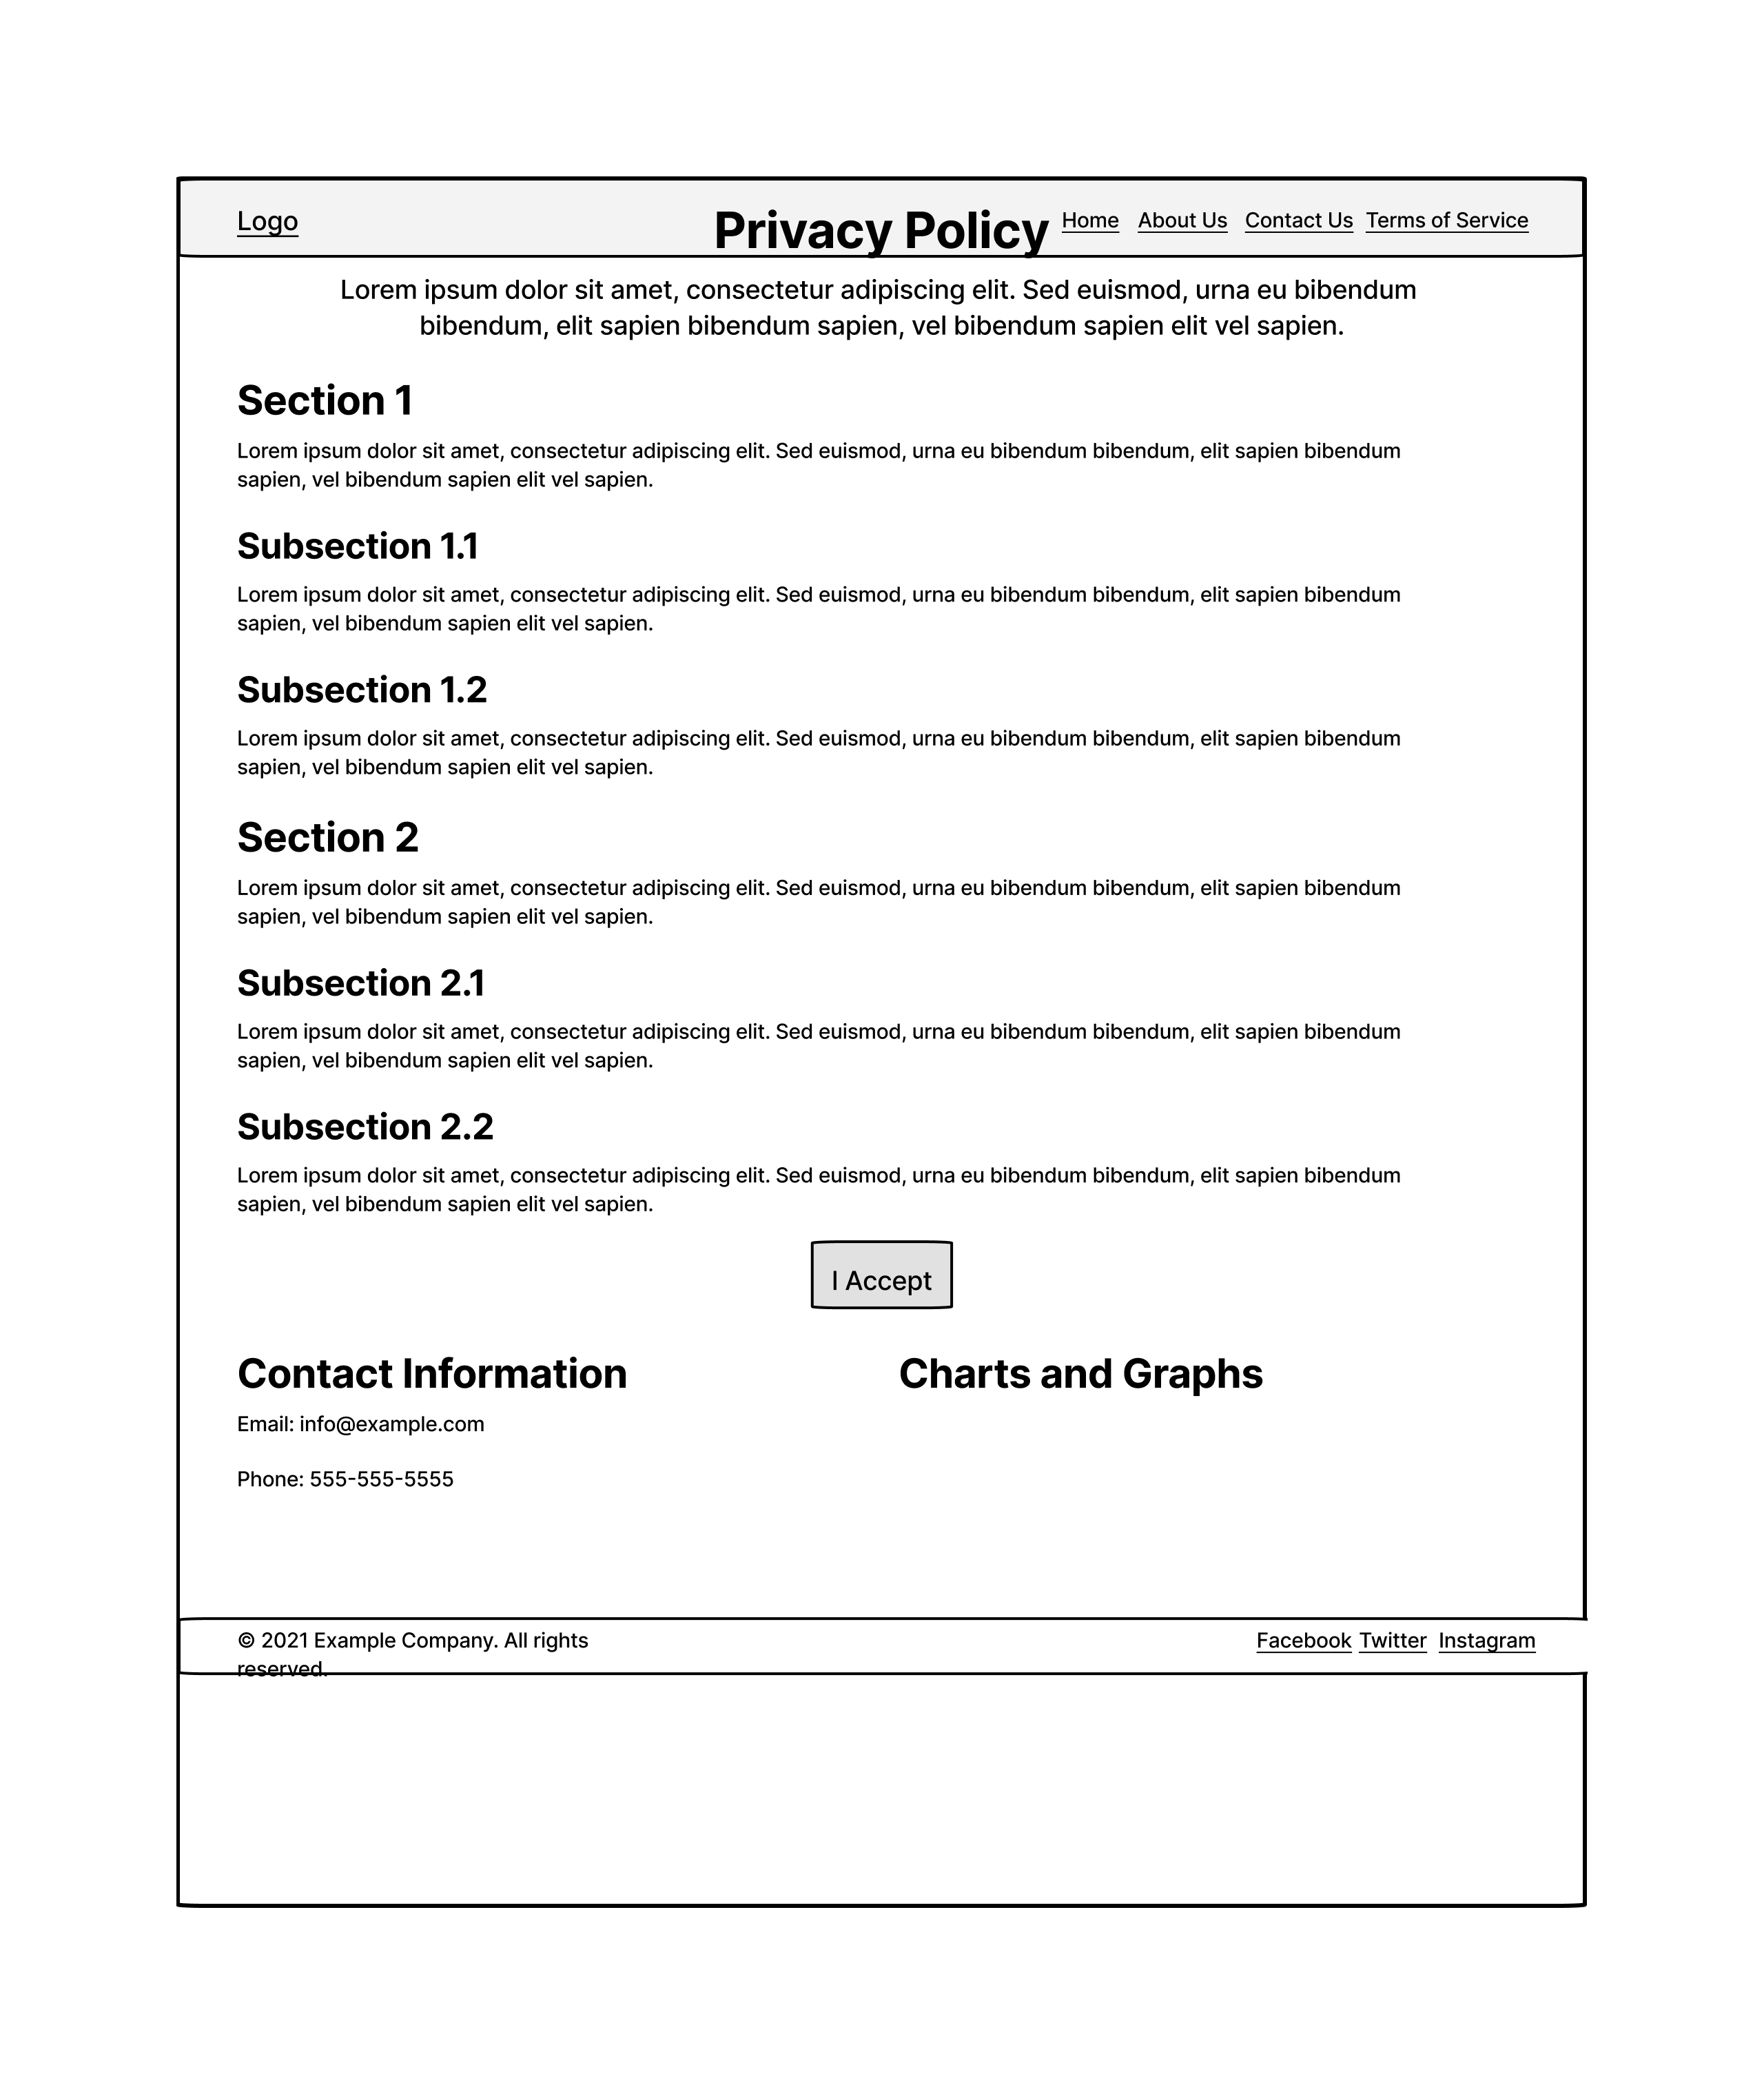 Logo
Privacy Policy
Home About Us Contact Us Terms of Service
Lorem ipsum dolor sit amet, consectetur adipiscing elit. Sed euismod, urna eu bibendum
bibendum, elit sapien bibendum sapien, vel bibendum sapien elit vel sapien.
Section 1
Lorem ipsum dolor sit amet, consectetur adipiscing elit. Sed euismod, urna eu bibendum bibendum, elit sapien bibendum
sapien, vel bibendum sapien elit vel sapien.
Subsection 1.1
Lorem ipsum dolor sit amet, consectetur adipiscing elit. Sed euismod, urna eu bibendum bibendum, elit sapien bibendum
sapien, vel bibendum sapien elit vel sapien.
Subsection 1.2
Lorem ipsum dolor sit amet, consectetur adipiscing elit. Sed euismod, urna eu bibendum bibendum, elit sapien bibendum
sapien, vel bibendum sapien elit vel sapien.
Section 2
Lorem ipsum dolor sit amet, consectetur adipiscing elit. Sed euismod, urna eu bibendum bibendum, elit sapien bibendum
sapien, vel bibendum sapien elit vel sapien.
Subsection 2.1
Lorem ipsum dolor sit amet, consectetur adipiscing elit. Sed euismod, urna eu bibendum bibendum, elit sapien bibendum
sapien, vel bibendum sapien elit vel sapien.
Subsection 2.2
Lorem ipsum dolor sit amet, consectetur adipiscing elit. Sed euismod, urna eu bibendum bibendum, elit sapien bibendum
sapien, vel bibendum sapien elit vel sapien.
I Accept
Contact Information
Email: info@example.com
Phone: 555-555-5555
Charts and Graphs
© 2021 Example Company. All rights
reserved.
Facebook Twitter Instagram